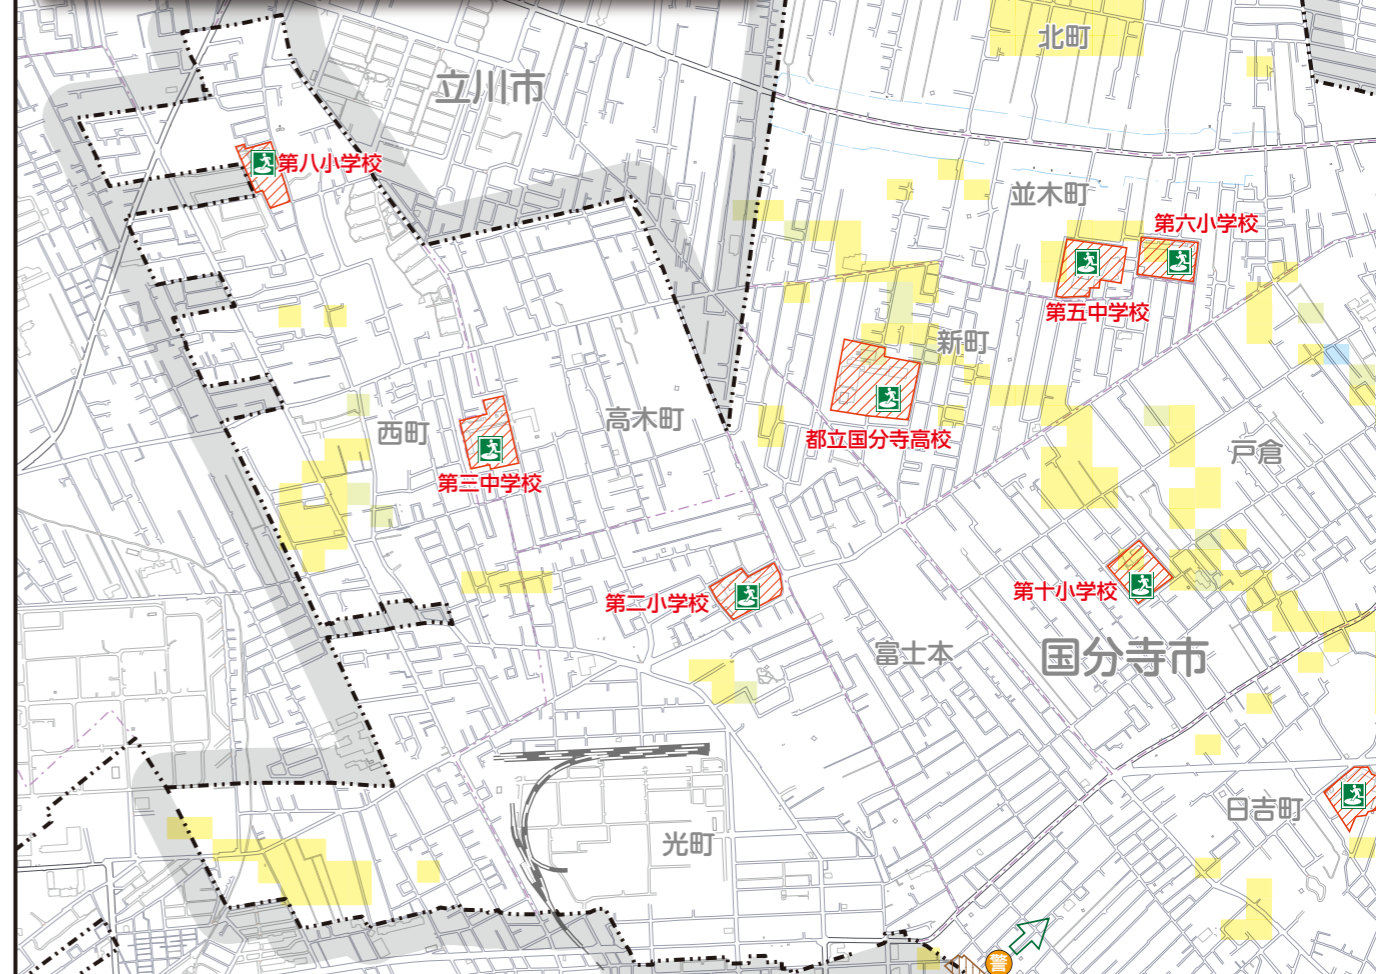 北町
立川市
第八小学校
並木町
第六小学校
第五中学校
新町
西町
高木町
都立国分寺高校
戸倉
第三中学校
第十小学校
第二小学校
富士本
国分寺市
日吉町
光町
警